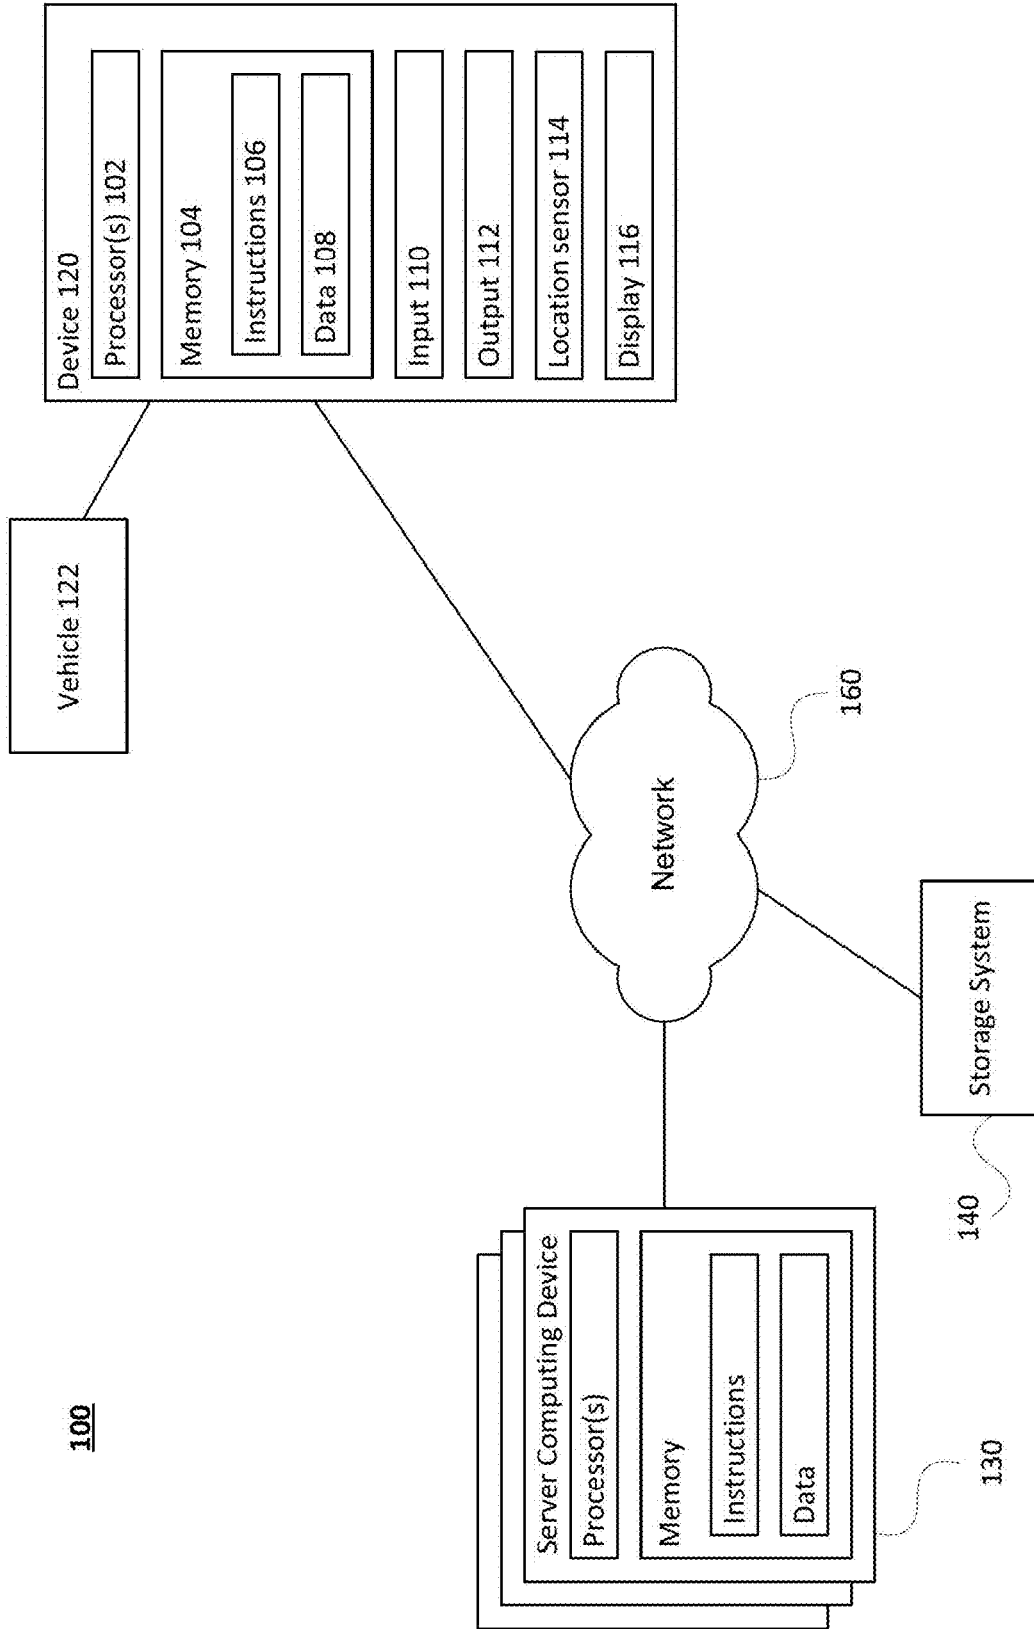 100
Server Computing Device
Processor(s)
Memory
Instructions
Data
130
140
Storage System
Network
160
Vehicle 122
Device 120
Processor(s) 102
Memory 104
Instructions 106
Data 108
Input 110
Output 112
Location sensor 114
Display 116